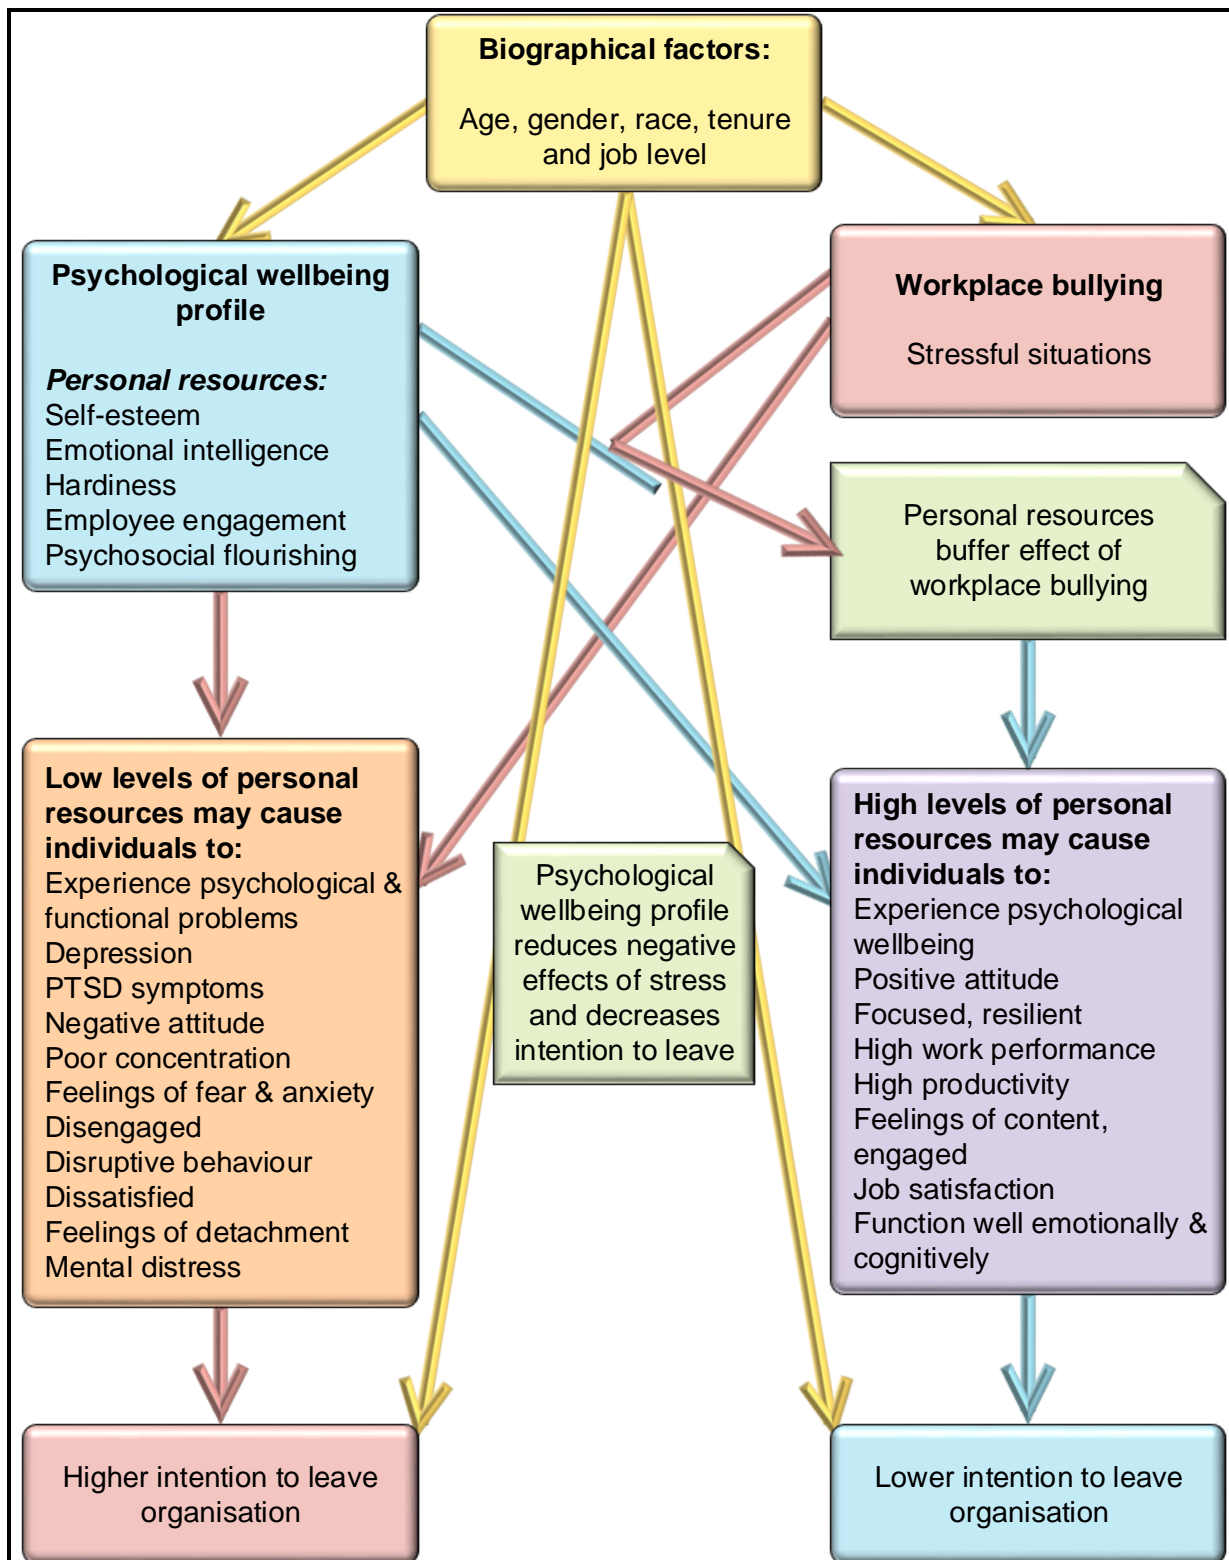 Biographical factors:
Age, gender, race, tenure
and job level
Psychological wellbeing
profile
Personal resources:
Self-esteem
Emotional intelligence
Hardiness
Employee engagement
Psychosocial flourishing
Workplace bullying
Stressful situations
Personal resources
buffer effect of
workplace bullying
Low levels of personal
resources may cause
individuals to:
Experience psychological &
functional problems
Depression
PTSD symptoms
Negative attitude
Poor concentration
Feelings of fear & anxiety
Disengaged
Disruptive behaviour
Dissatisfied
Feelings of detachment
Mental distress
Psychological
wellbeing profile
reduces negative
effects of stress
and decreases
intention to leave
High levels of personal
resources may cause
individuals to:
Experience psychological
wellbeing
Positive attitude
Focused, resilient
High work performance
High productivity
Feelings of content,
engaged
Job satisfaction
Function well emotionally &
cognitively
Higher intention to leave
organisation
Lower intention to leave
organisation